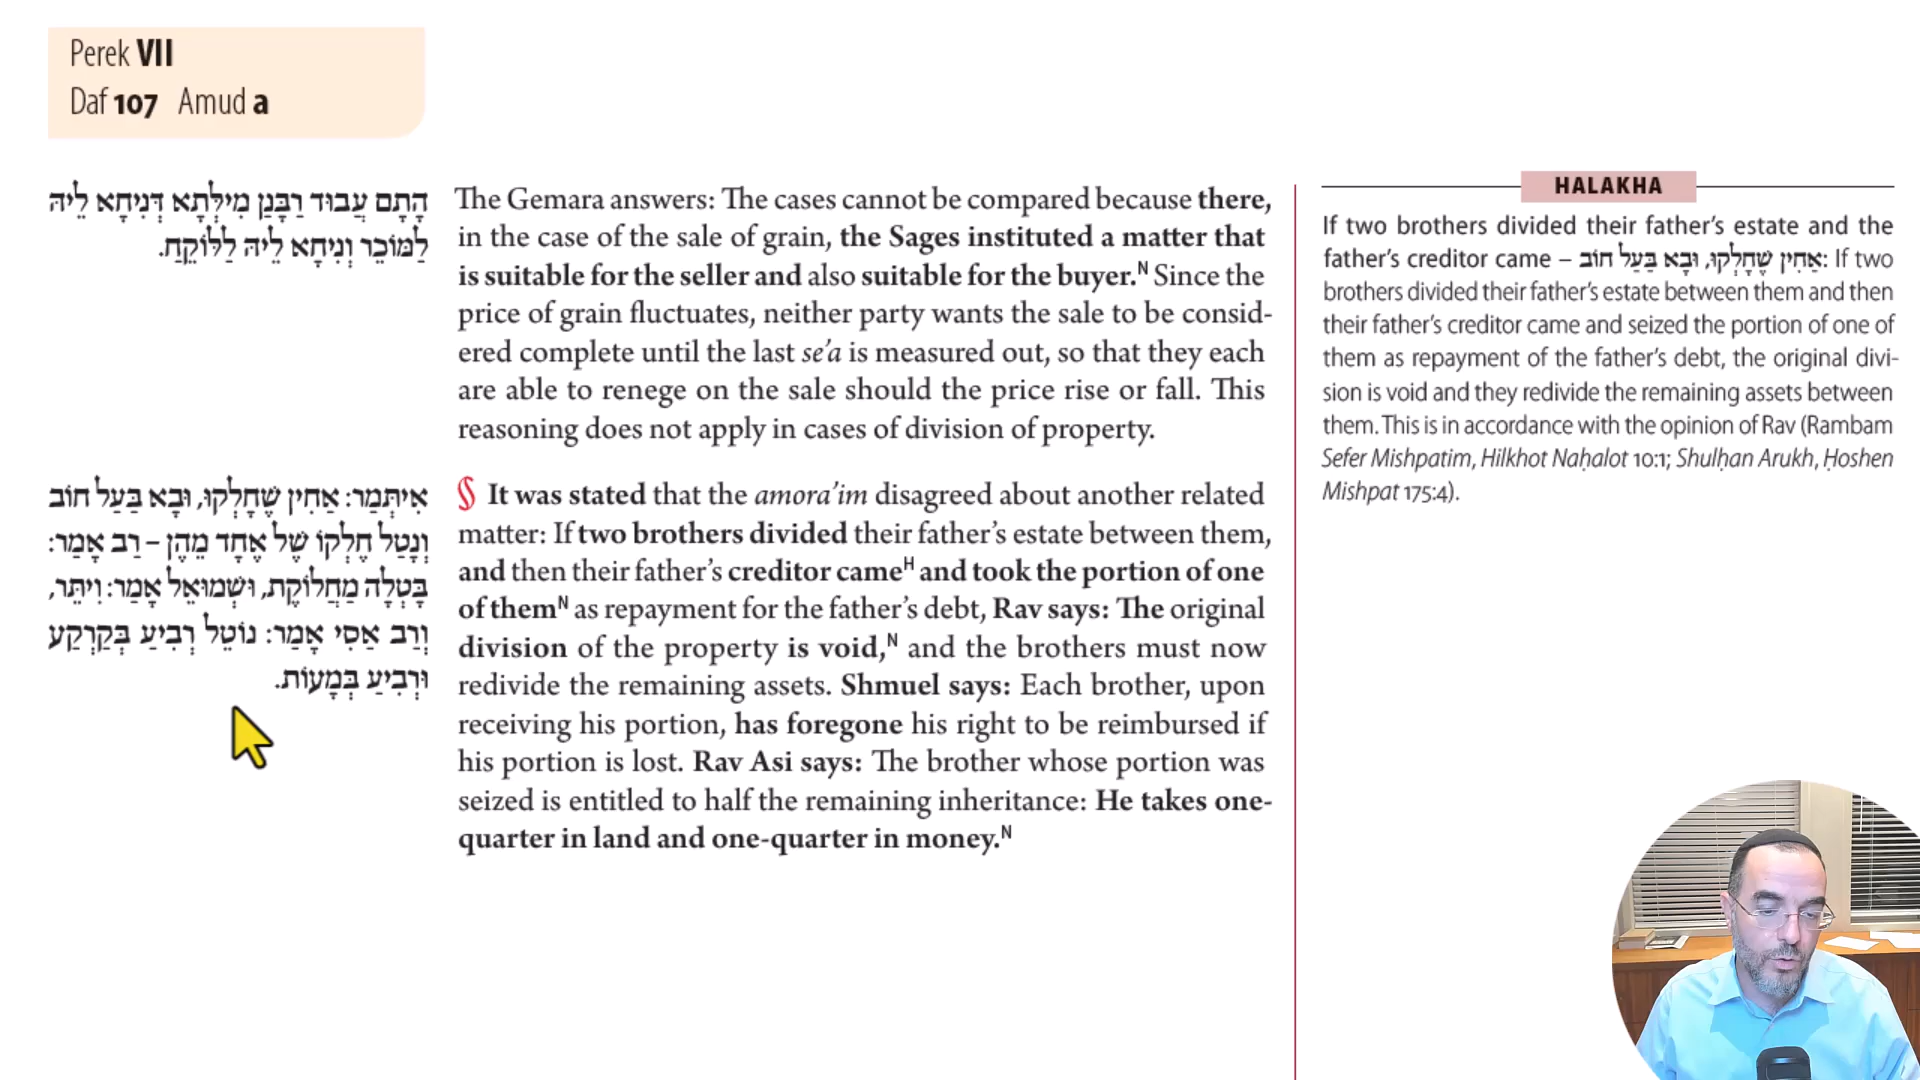 Perek VII
Daf 107 Amud a
הָתָם עֲבוּד רַבָּנַן מִילְּתָא דְּנִיחָא לֵיהּ
לַמּוֹכֵר וְנִיחָא לֵיהּ לַלּוֹקֵחַ.
The Gemara answers: The cases cannot be compared because there,
in the case of the sale of grain, the Sages instituted a matter that
is suitable for the seller and also suitable for the buyer.N Since the
price of grain fluctuates, neither party wants the sale to be consid-
ered complete until the last se’a is measured out, so that they each
are able to renege on the sale should the price rise or fall. This
reasoning does not apply in cases of division of property.
אִיתְּמַר: אַחִין שֶׁחָלְקוּ, וּבָא בַּעַל חוֹב
וְנָטַל חֶלְקוֹ שֶׁל אֶחָד מֵהֶן – רַב אָמַר:
בָּטְלָה מַחֲלוֹקֶת, וּשְׁמוּאֵל אָמַר: וִיתֵּר,
וְרַב אַסִי אָמַר: נוֹטֵל רְבִיעַ בְּקַרְקַע
וּרְבִיעַ בְּמָעוֹת.
§ It was stated that the amora’im disagreed about another related
matter: If two brothers divided their father’s estate between them,
and then their father’s creditor cameH and took the portion of one
of themN as repayment for the father’s debt, Rav says: The original
division of the property is void,N and the brothers must now
redivide the remaining assets. Shmuel says: Each brother, upon
receiving his portion, has foregone his right to be reimbursed if
his portion is lost. Rav Asi says: The brother whose portion was
seized is entitled to half the remaining inheritance: He takes one-
quarter in land and one-quarter in money.N
HALAKHA
If two brothers divided their father’s estate and the
father’s creditor came – אַחִין שֶׁחָלְקוּ, וּבָא בַּעַל חוֹב: If two
brothers divided their father’s estate between them and then
their father’s creditor came and seized the portion of one of
them as repayment of the father’s debt, the original divi-
sion is void and they redivide the remaining assets between
them. This is in accordance with the opinion of Rav (Rambam
Sefer Mishpatim, Hilkhot Naḥalot 10:1; Shulḥan Arukh, Ḥoshen
Mishpat 175:4).